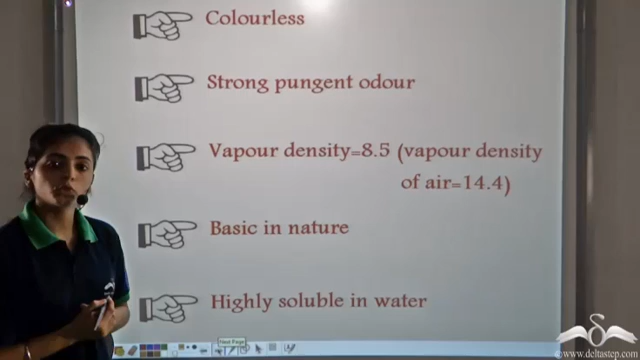 Colourless
Strong pungent odour
Vapour density=8.5 (vapour density
of air=14.4)
Basic in nature
Highly soluble in water
Next Page
©www.deltastep.com